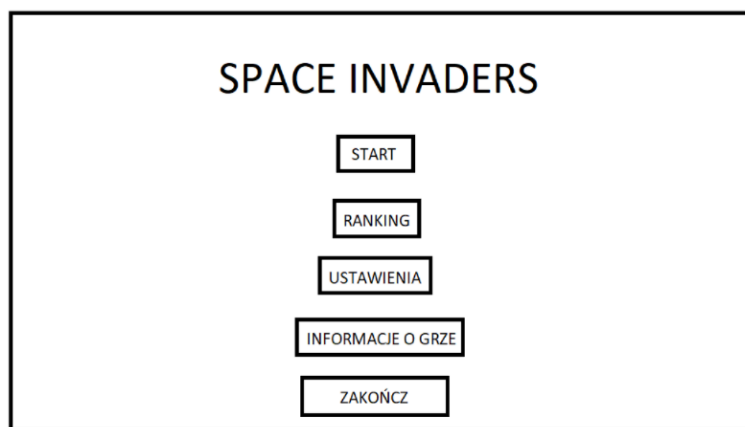 SPACE INVADERS
START
RANKING
USTAWIENIA
INFORMACJE O GRZE
ZAKOŃCZ